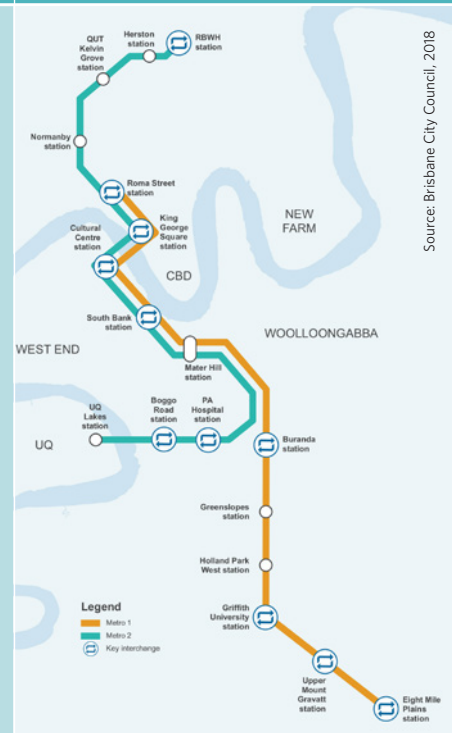 Herston
station
RBWH
station
QUT
Kelvin
Grove
station
Normanby
station
Roma Street
station
King
George
Square
station
Cultural
Centre
station
NEW
FARM
CBD
South Bank
station
WOOLLOONGABBA
WEST END
Mater Hill
station
UQ
Lakes
station
Boggo
Road
station
PA
Hospital
station
UQ
Buranda
station
Greenslopes
station
Holland Park
West station
Griffith
University
station
Legend
Metro 1
Metro 2
Key interchange
Upper
Mount
Gravatt
station
Eight Mile
Plains
station
Source: Brisbane City Council, 2018